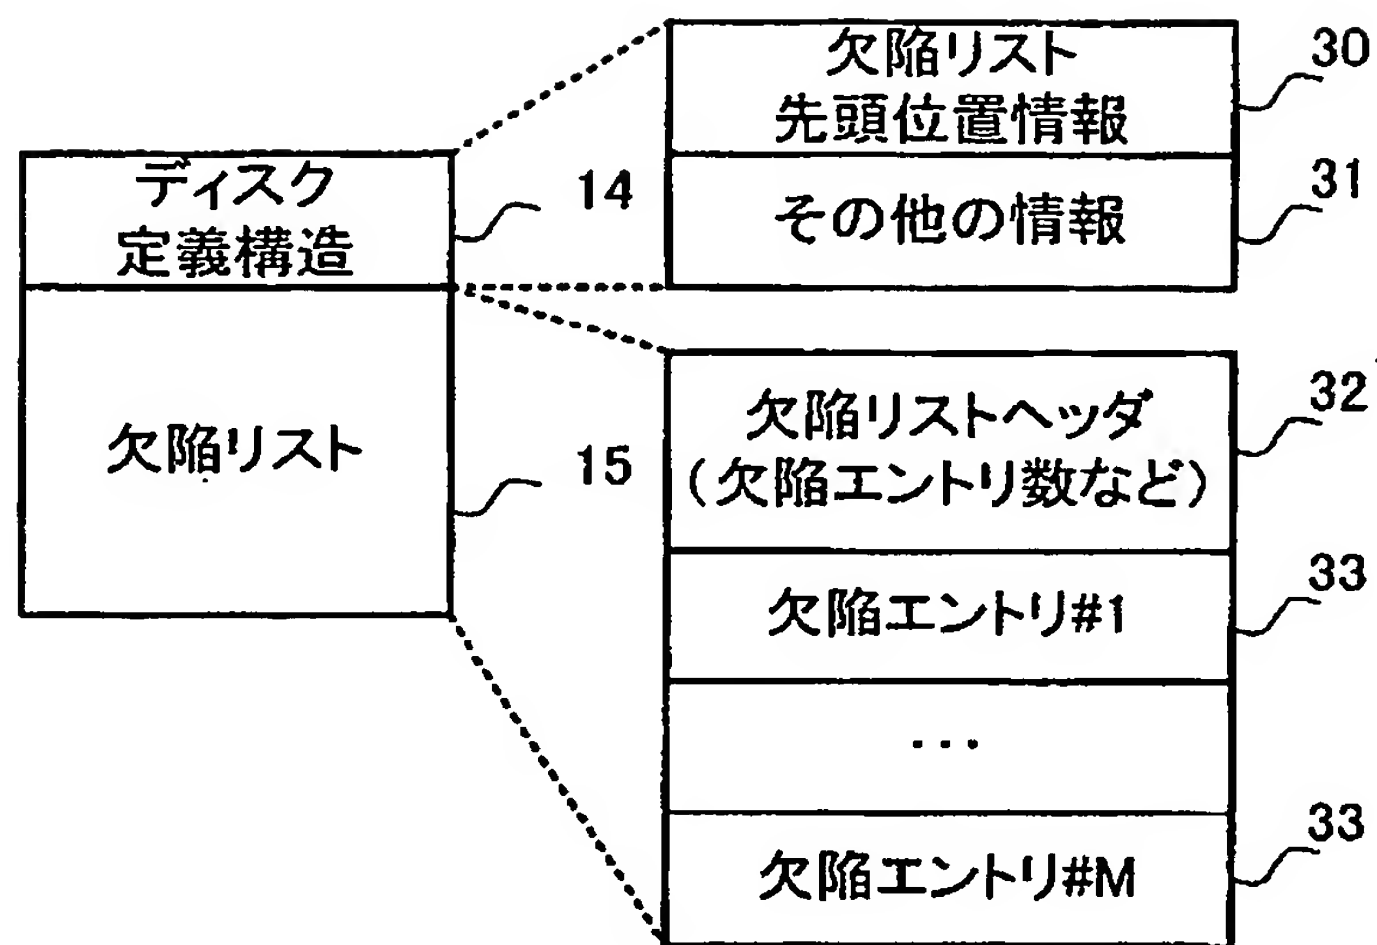 ディスク
定義構造
14
欠陥リスト
15
欠陥リスト
先頭位置情報
30
その他の情報
31
欠陥リストヘッダ
（欠陥エントリ数など）
32
欠陥エントリ#1
33
...
欠陥エントリ#M
33